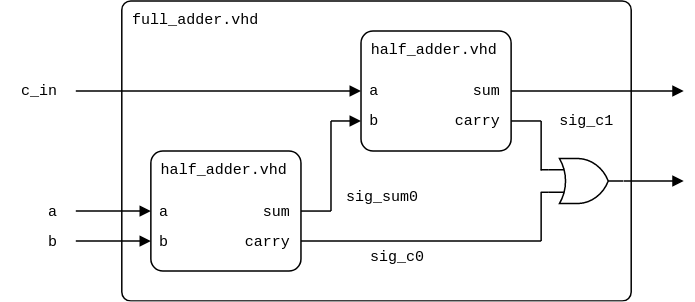 full_adder.vhd
half_adder.vhd
c_in
a
sum
b
carry
sig_c1
half_adder.vhd
sig_sum0
a
a
sum
b
b
carry
sig_c0